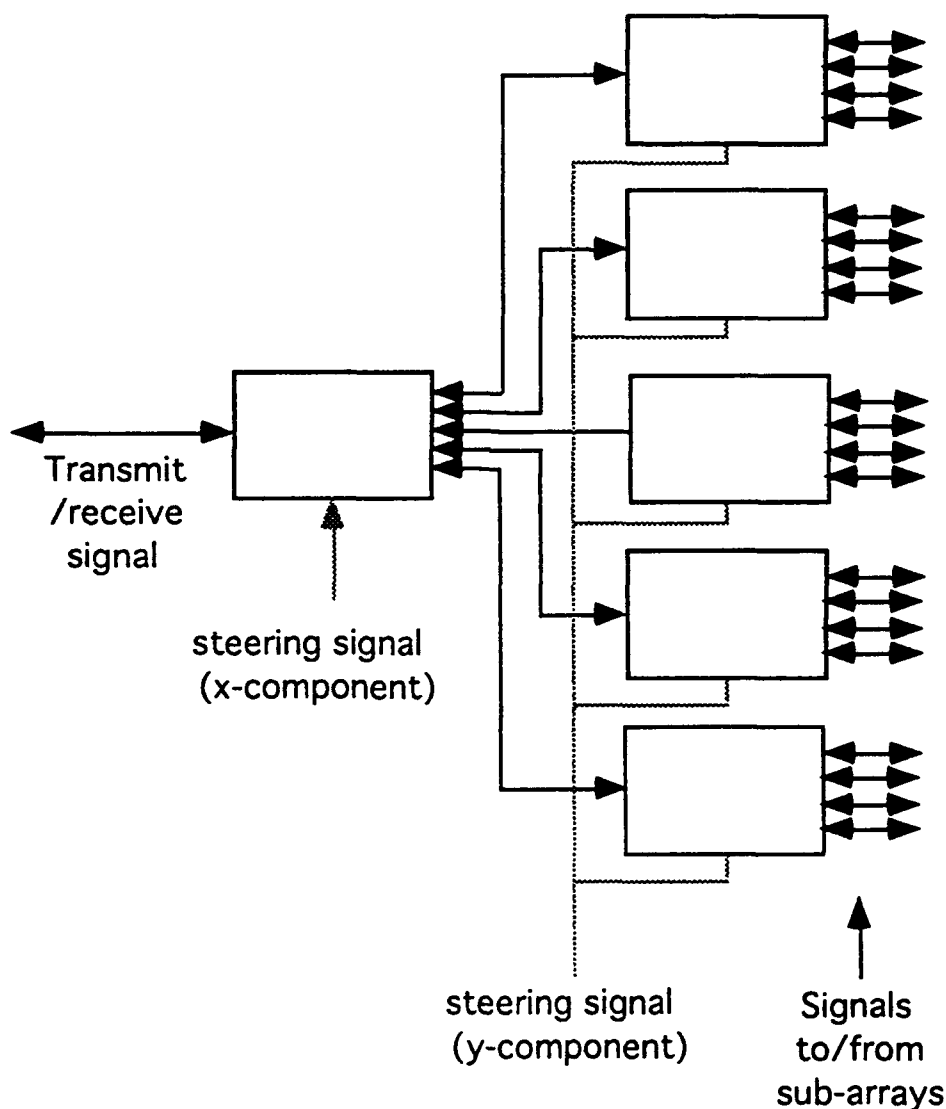 Transmit
/receive
signal
steering signal
(x-component)
steering signal
(y-component)
Signals
to/from
sub-arrays